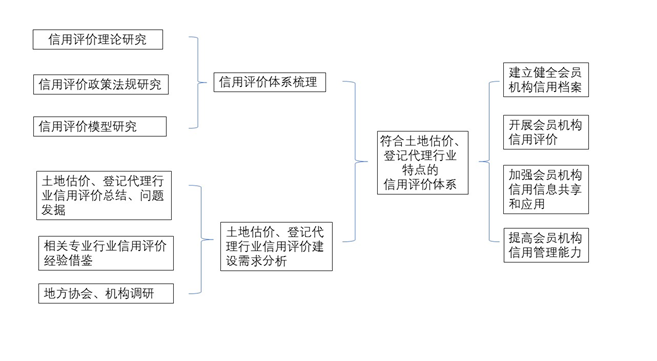 信用评价理论研究
信用评价政策法规研究
信用评价模型研究
信用评价体系梳理
土地估价、登记代理行
业信用评价总结、问题
发掘
相关专业行业信用评价
经验借鉴
地方协会、机构调研
土地估价、登记代
理行业信用评价建
设需求分析
符合土地估价、
登记代理行业
特点的
信用评价体系
建立健全会员
机构信用档案
开展会员机构
信用评价
加强会员机构
信用信息共享
和应用
提高会员机构
信用管理能力